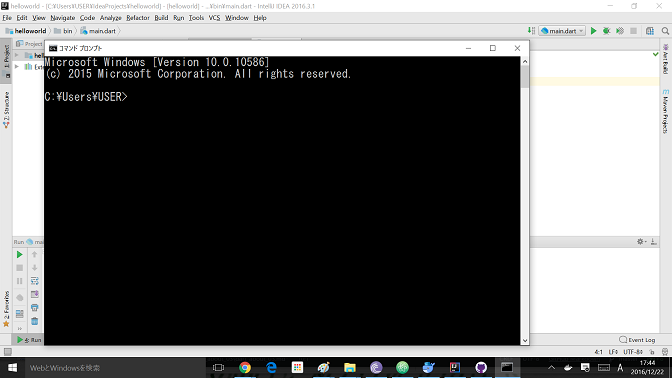 helloworld - [C:¥Users¥USER¥IdeaProjects¥helloworld] - [helloworld] - ...¥bin¥main.dart - IntelliJ IDEA 2016.3.1
File Edit View Navigate Code Analyze Refactor Build Run Tools VCS Window Help
helloworld bin main.dart
main.dart
1: Project
Project
コマンド プロンプト
Microsoft Windows [Version 10.0.10586]
(c) 2015 Microsoft Corporation. All rights reserved.
C:¥Users¥USER>
Ant Build
Maven Projects
2: Structure
Run
2: Favorites
4: Run
Event Log
4:1 LF÷ UTF-8÷
WebとWindowsを検索
A
17:44
2016/12/22